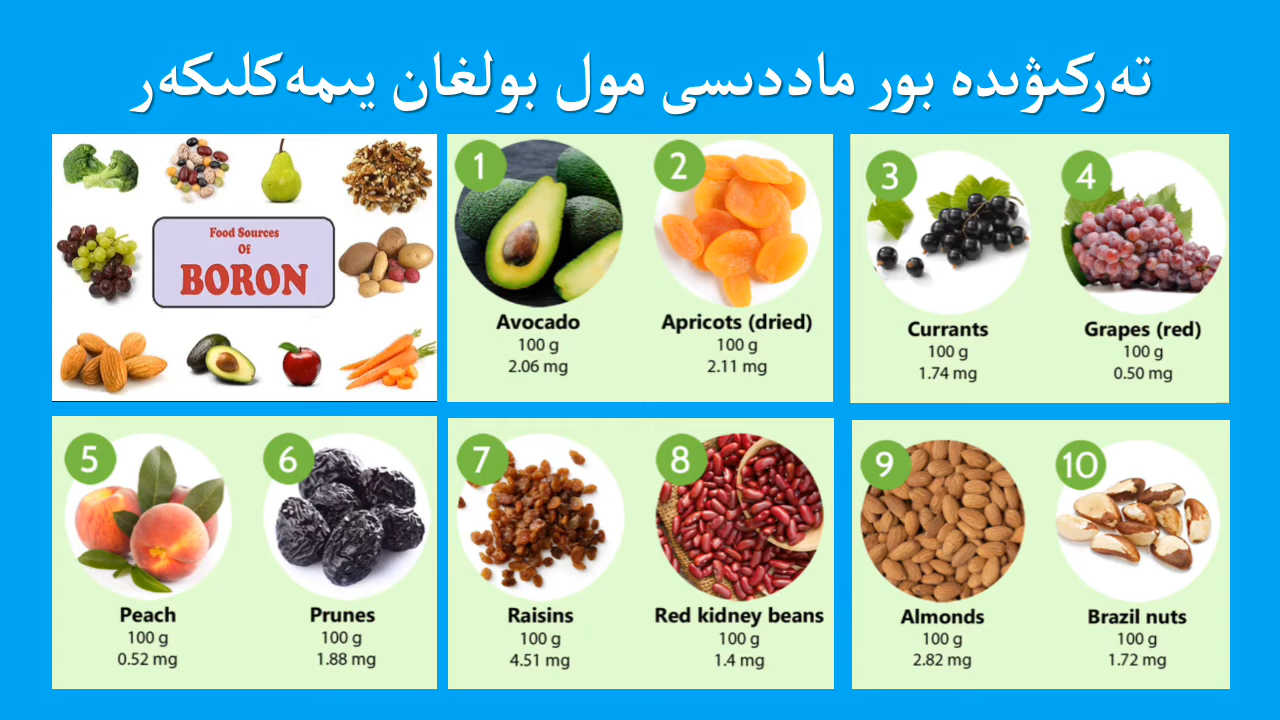 تەركىۋىدە بور ماددىسى مول بولغان يىمەكلىكەر
Food Sources
Of
BORON
1
Avocado
100 g
2.06 mg
2
Apricots (dried)
100 g
2.11 mg
3
Currants
100 g
1.74 mg
4
Grapes (red)
100 g
0.50 mg
5
Peach
100 g
0.52 mg
6
Prunes
100 g
1.88 mg
7
Raisins
100 g
4.51 mg
8
Red kidney beans
100 g
1.4 mg
9
Almonds
100 g
2.82 mg
10
Brazil nuts
100 g
1.72 mg